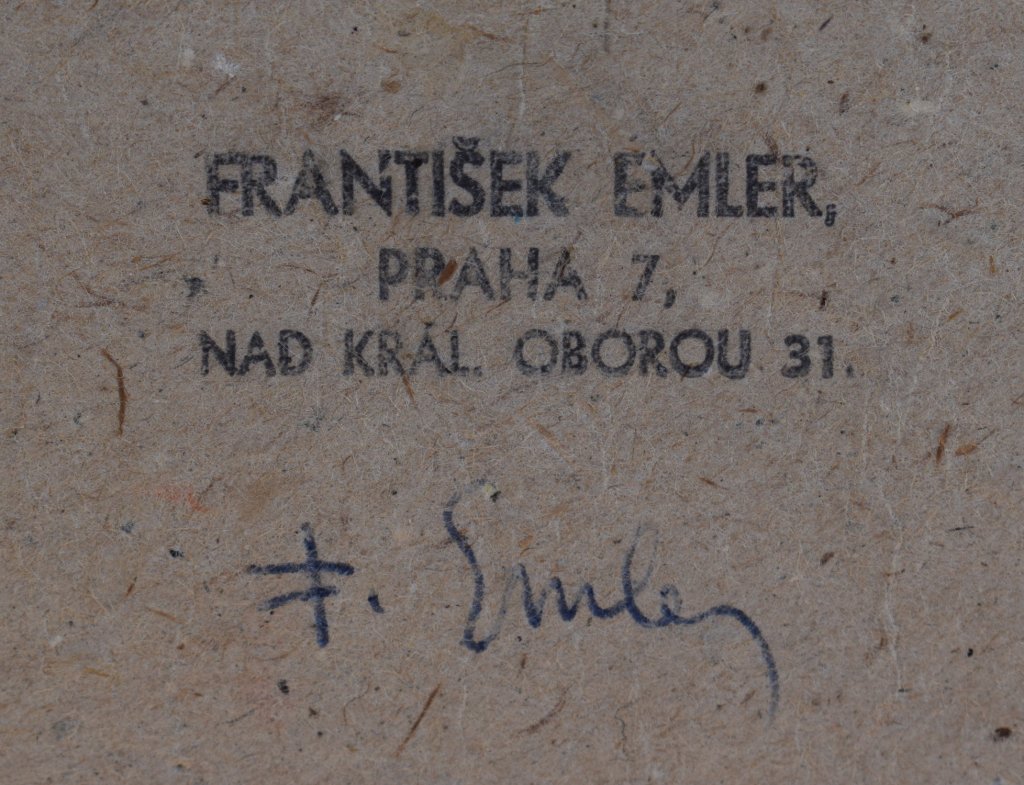 FRANTIŠEK EMLER,
PRAHA 7,
NAD KRÁL. OBOROU 31.
F. Emler